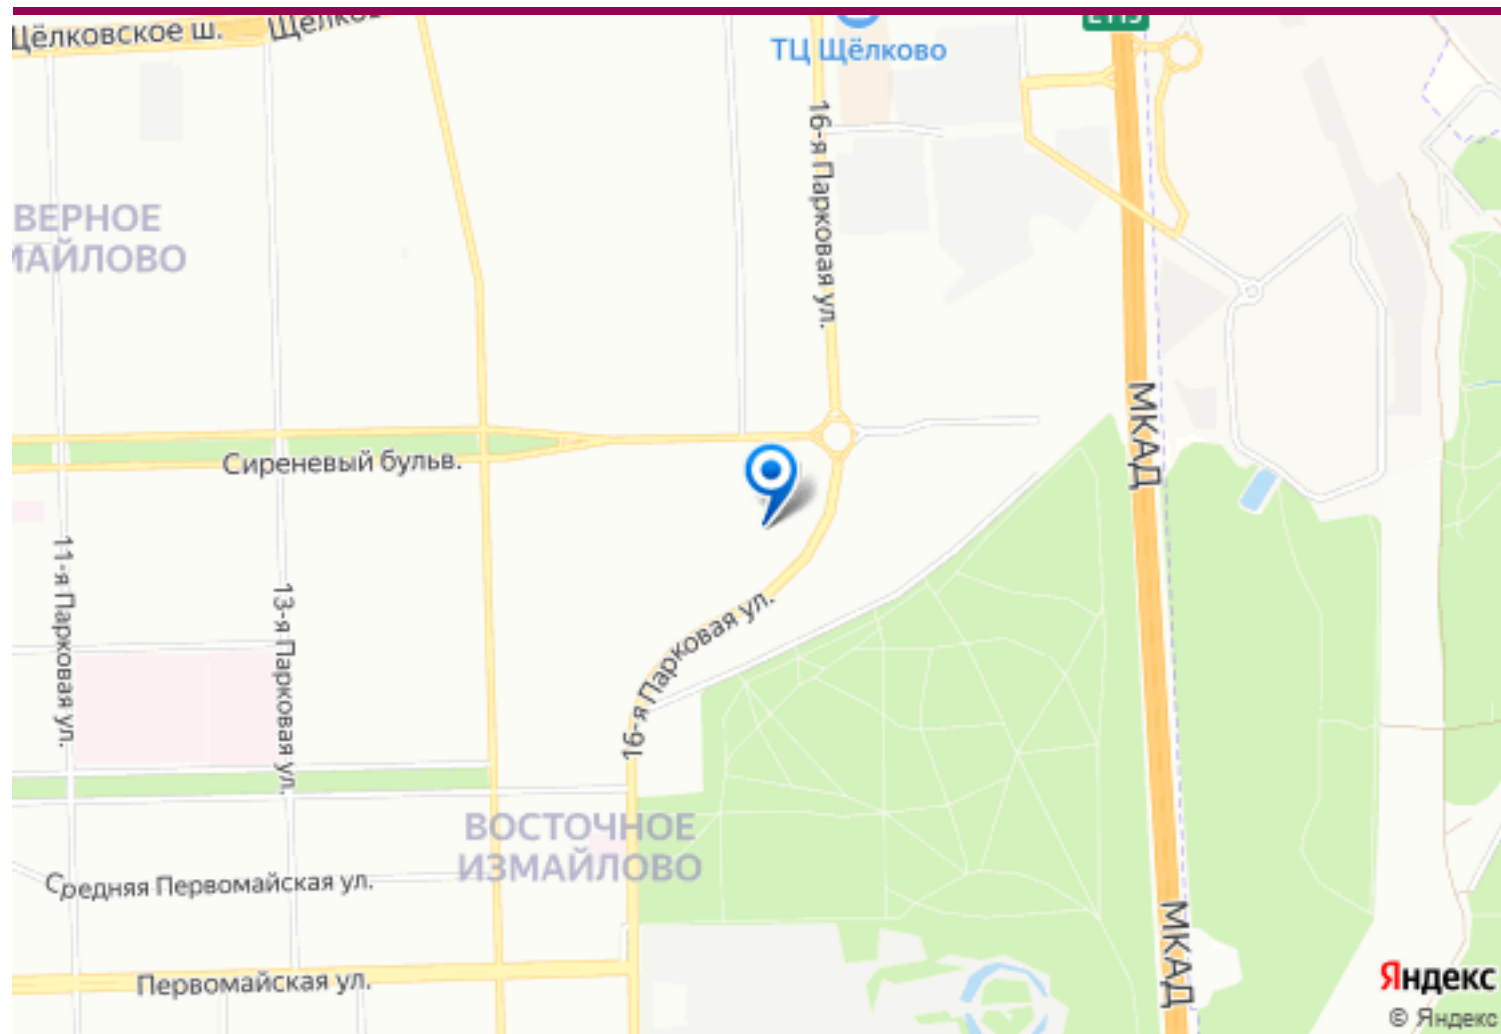 Щёлковское ш.
ТЦ Щёлково
16-я Парковая ул.
ВЕРНОЕ
МАЙЛОВО
МКАД
Сиреневый бульв.
11-я Парковая ул.
13-я Парковая ул.
16-я Парковая ул.
ВОСТОЧНОЕ
ИЗМАЙЛОВО
Средняя Первомайская ул.
МКАД
Первомайская ул.
Яндекс
© Яндекс